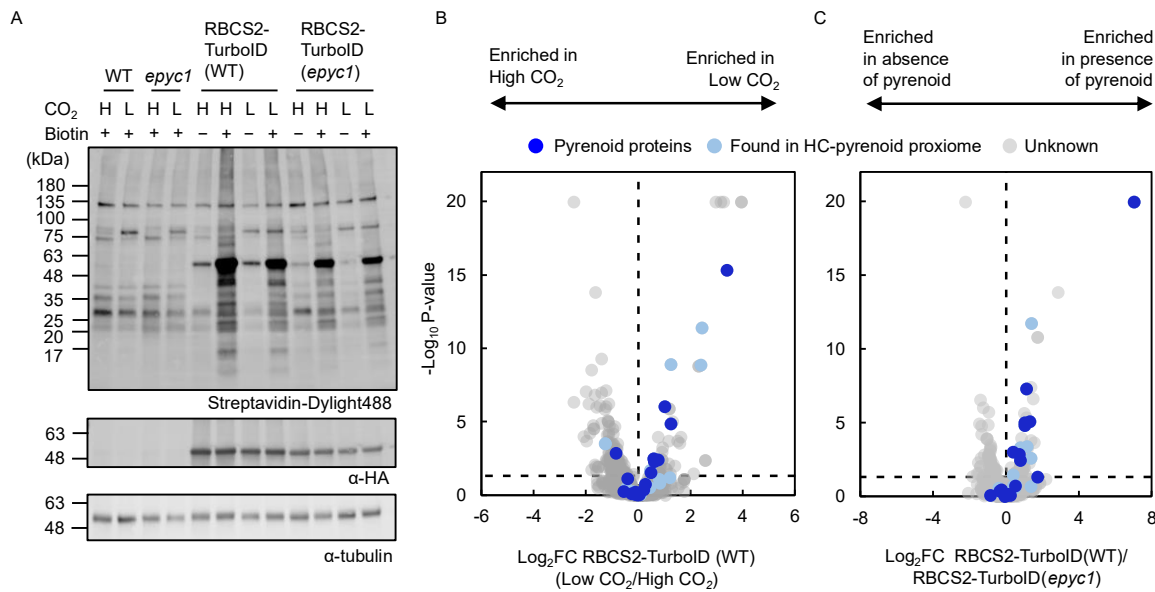 A
WT
epyc1
RBCS2-
TurboID
(WT)
RBCS2-
TurboID
(epyc1)
CO₂ H L H L H H L L H H L L
Biotin + + + + – + – + – + – +
(kDa)
180
135
100
75
63
48
35
25
20
17
Streptavidin-Dylight488
63
48
α-HA
63
48
α-tubulin
B
Enriched in
High CO₂
Enriched in
Low CO₂
C
Enriched
in absence
of pyrenoid
Enriched in
presence
of pyrenoid
Pyrenoid proteins
Found in HC-pyrenoid proxiome
Unknown
-Log₁₀ P-value
20
15
10
5
0
-6 -4 -2 0 2 4 6
Log₂FC RBCS2-TurboID (WT)
(Low CO₂/High CO₂)
20
15
10
5
0
-8 -4 0 4 8
Log₂FC RBCS2-TurboID(WT)/
RBCS2-TurboID(epyc1)